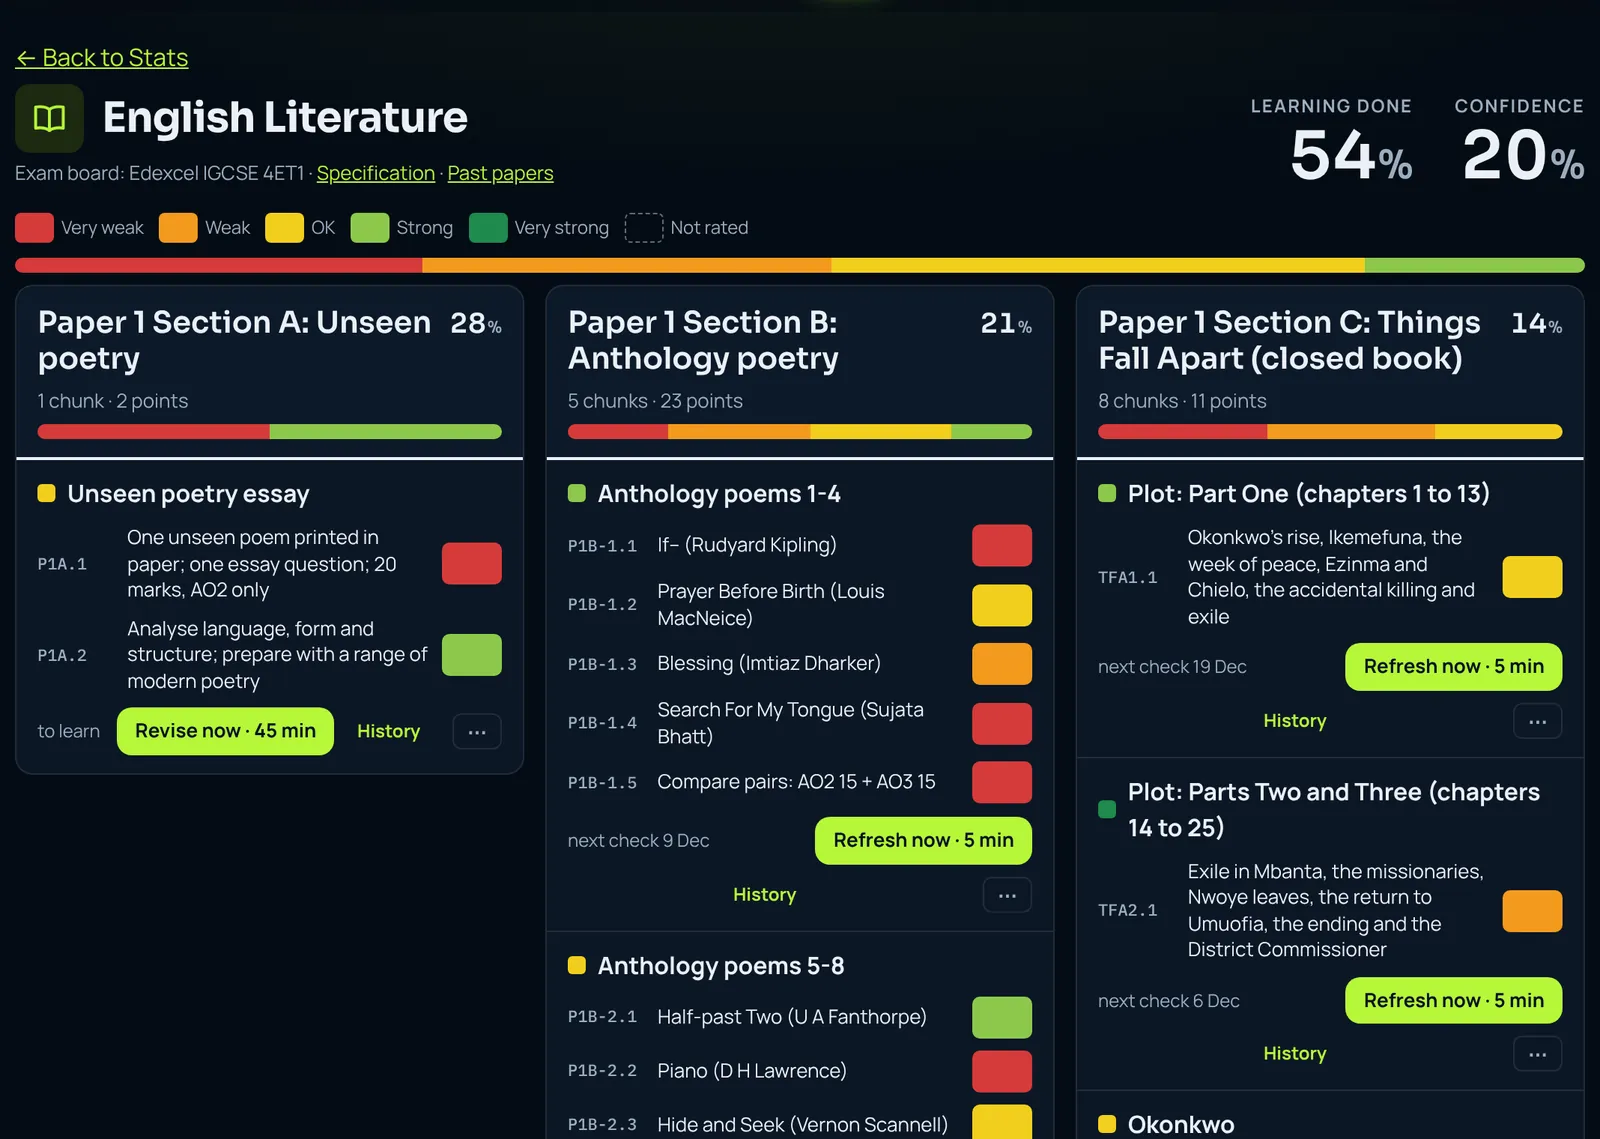 ← Back to Stats
English Literature
Exam board: Edexcel IGCSE 4ET1 · Specification · Past papers
LEARNING DONE
54%
CONFIDENCE
20%
Very weak
Weak
OK
Strong
Very strong
Not rated
Paper 1 Section A: Unseen
poetry
28%
1 chunk · 2 points
Unseen poetry essay
P1A.1
One unseen poem printed in
paper; one essay question; 20
marks, AO2 only
P1A.2
Analyse language, form and
structure; prepare with a range of
modern poetry
to learn
Revise now · 45 min
History
...
Paper 1 Section B:
Anthology poetry
21%
5 chunks · 23 points
Anthology poems 1-4
P1B-1.1
If– (Rudyard Kipling)
P1B-1.2
Prayer Before Birth (Louis
MacNeice)
P1B-1.3
Blessing (Imtiaz Dharker)
P1B-1.4
Search For My Tongue (Sujata
Bhatt)
P1B-1.5
Compare pairs: AO2 15 + AO3 15
next check 9 Dec
Refresh now · 5 min
History
...
Anthology poems 5-8
P1B-2.1
Half-past Two (U A Fanthorpe)
P1B-2.2
Piano (D H Lawrence)
P1B-2.3
Hide and Seek (Vernon Scannell)
Paper 1 Section C: Things
Fall Apart (closed book)
14%
8 chunks · 11 points
Plot: Part One (chapters 1 to 13)
TFA1.1
Okonkwo's rise, Ikemefuna, the
week of peace, Ezinma and
Chielo, the accidental killing and
exile
next check 19 Dec
Refresh now · 5 min
History
...
Plot: Parts Two and Three (chapters
14 to 25)
TFA2.1
Exile in Mbanta, the missionaries,
Nwoye leaves, the return to
Umuofia, the ending and the
District Commissioner
next check 6 Dec
Refresh now · 5 min
History
...
Okonkwo